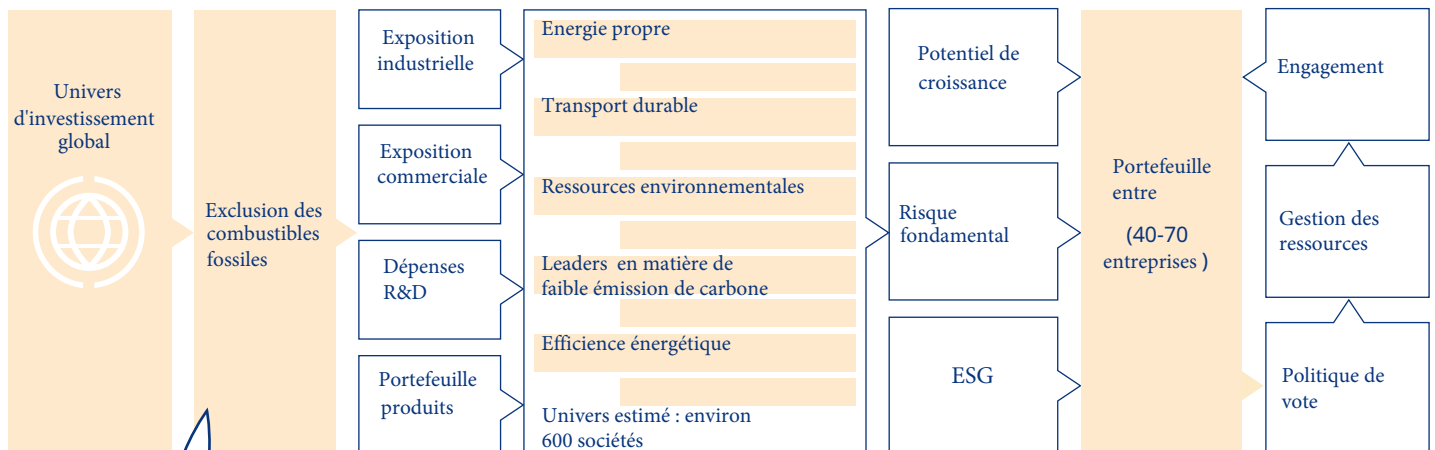 Univers
d'investissement
global
Exclusion des
combustibles
fossiles
Exposition
industrielle
Exposition
commerciale
Dépenses
R&D
Portefeuille
produits
Energie propre
Transport durable
Ressources environnementales
Leaders en matière de
faible émission de carbone
Efficience énergétique
Univers estimé : environ
600 sociétés
Potentiel de
croissance
Risque
fondamental
ESG
Portefeuille
entre
(40-70
entreprises )
Engagement
Gestion des
ressources
Politique de
vote